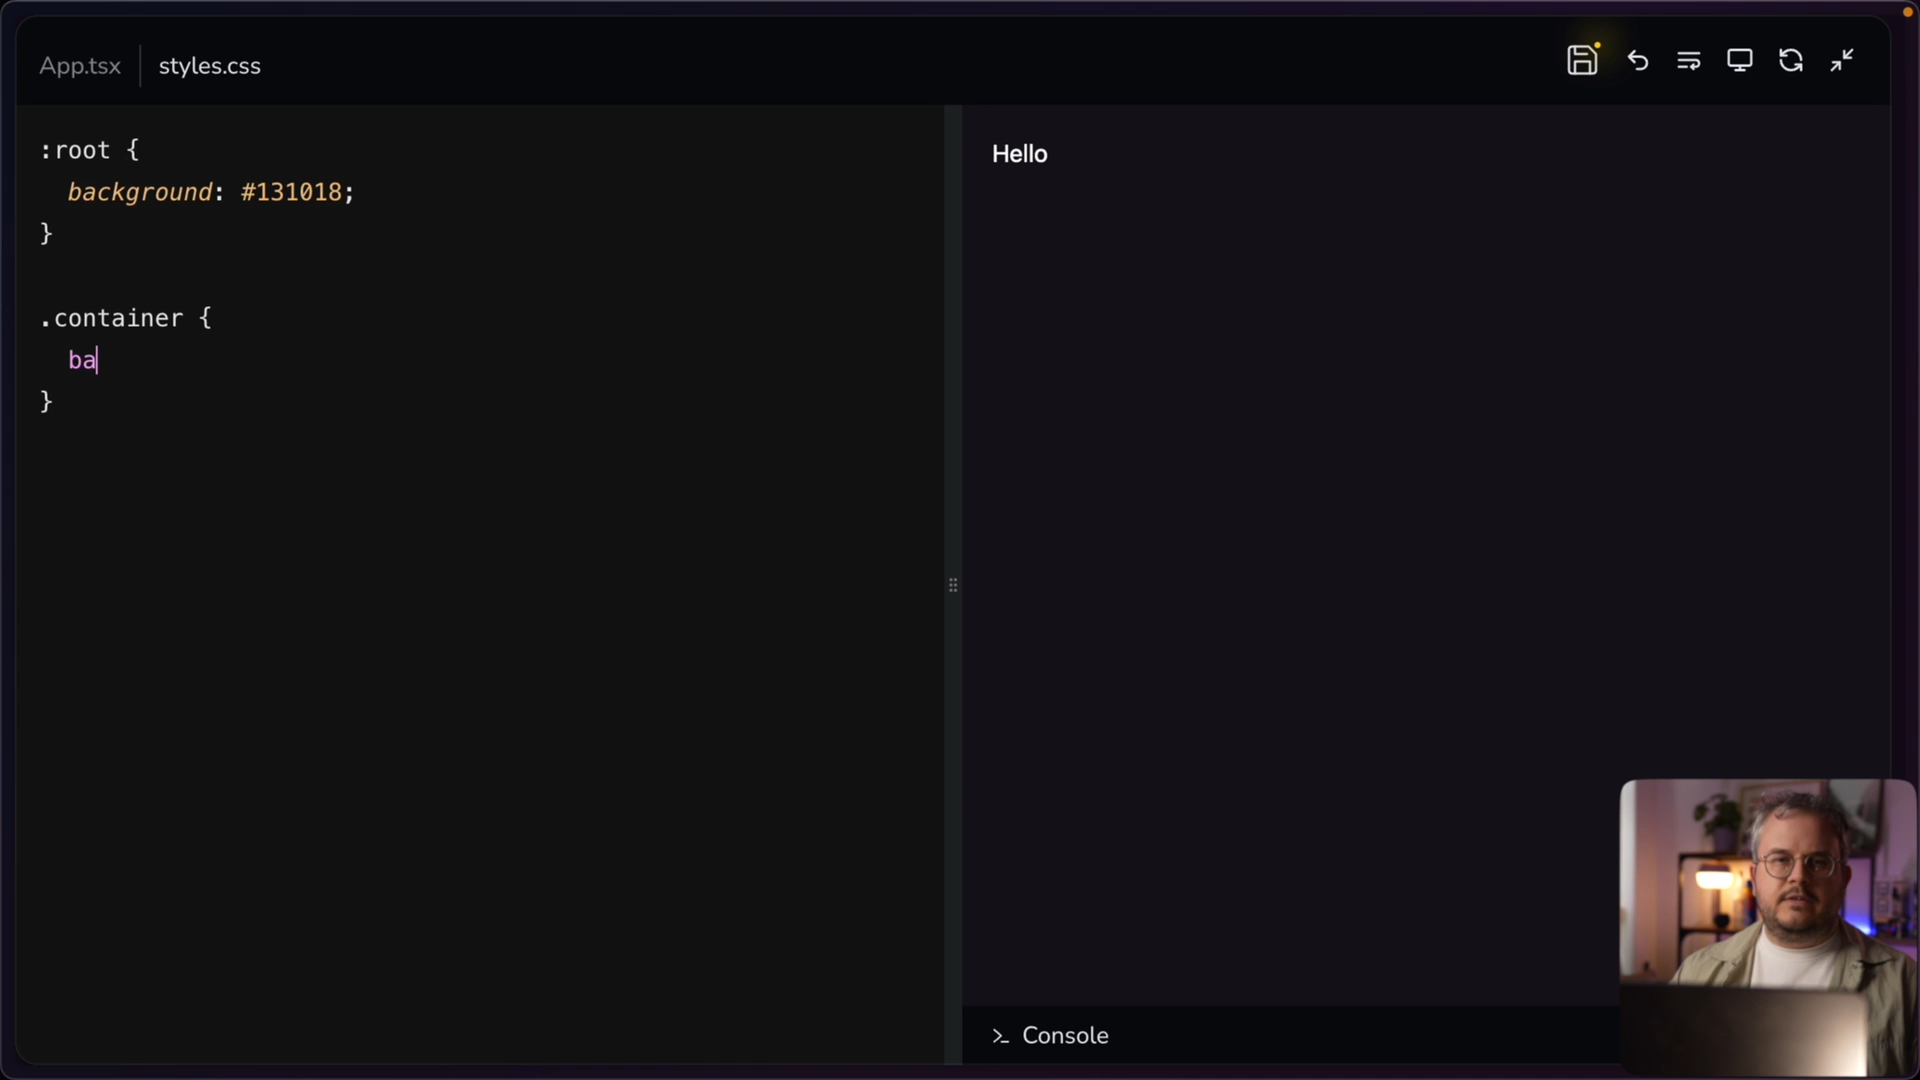 App.tsx
styles.css
:root {
background: #131018;
}
.container {
ba
}
Hello
>_ Console